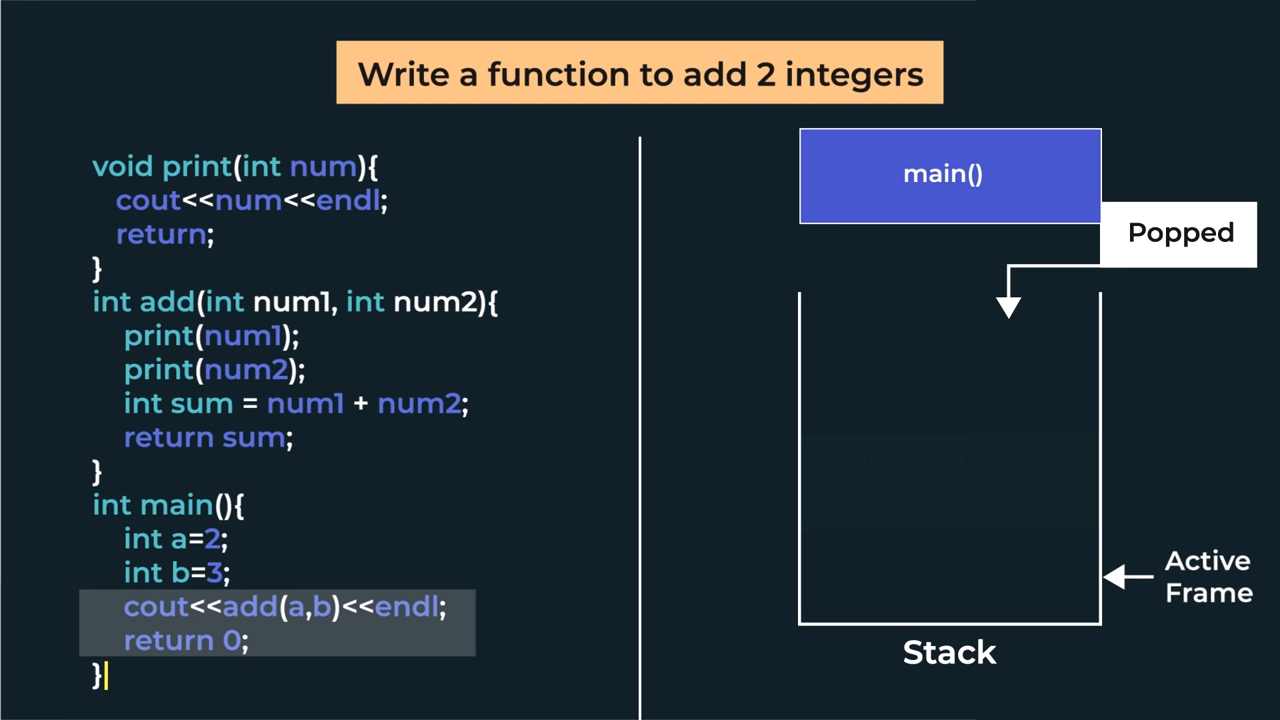 Write a function to add 2 integers
void print(int num){
cout<<num<<endl;
return;
}
int add(int num1, int num2){
print(num1);
print(num2);
int sum = num1 + num2;
return sum;
}
int main(){
int a=2;
int b=3;
cout<<add(a,b)<<endl;
return 0;
}
main()
Popped
Active
Frame
Stack